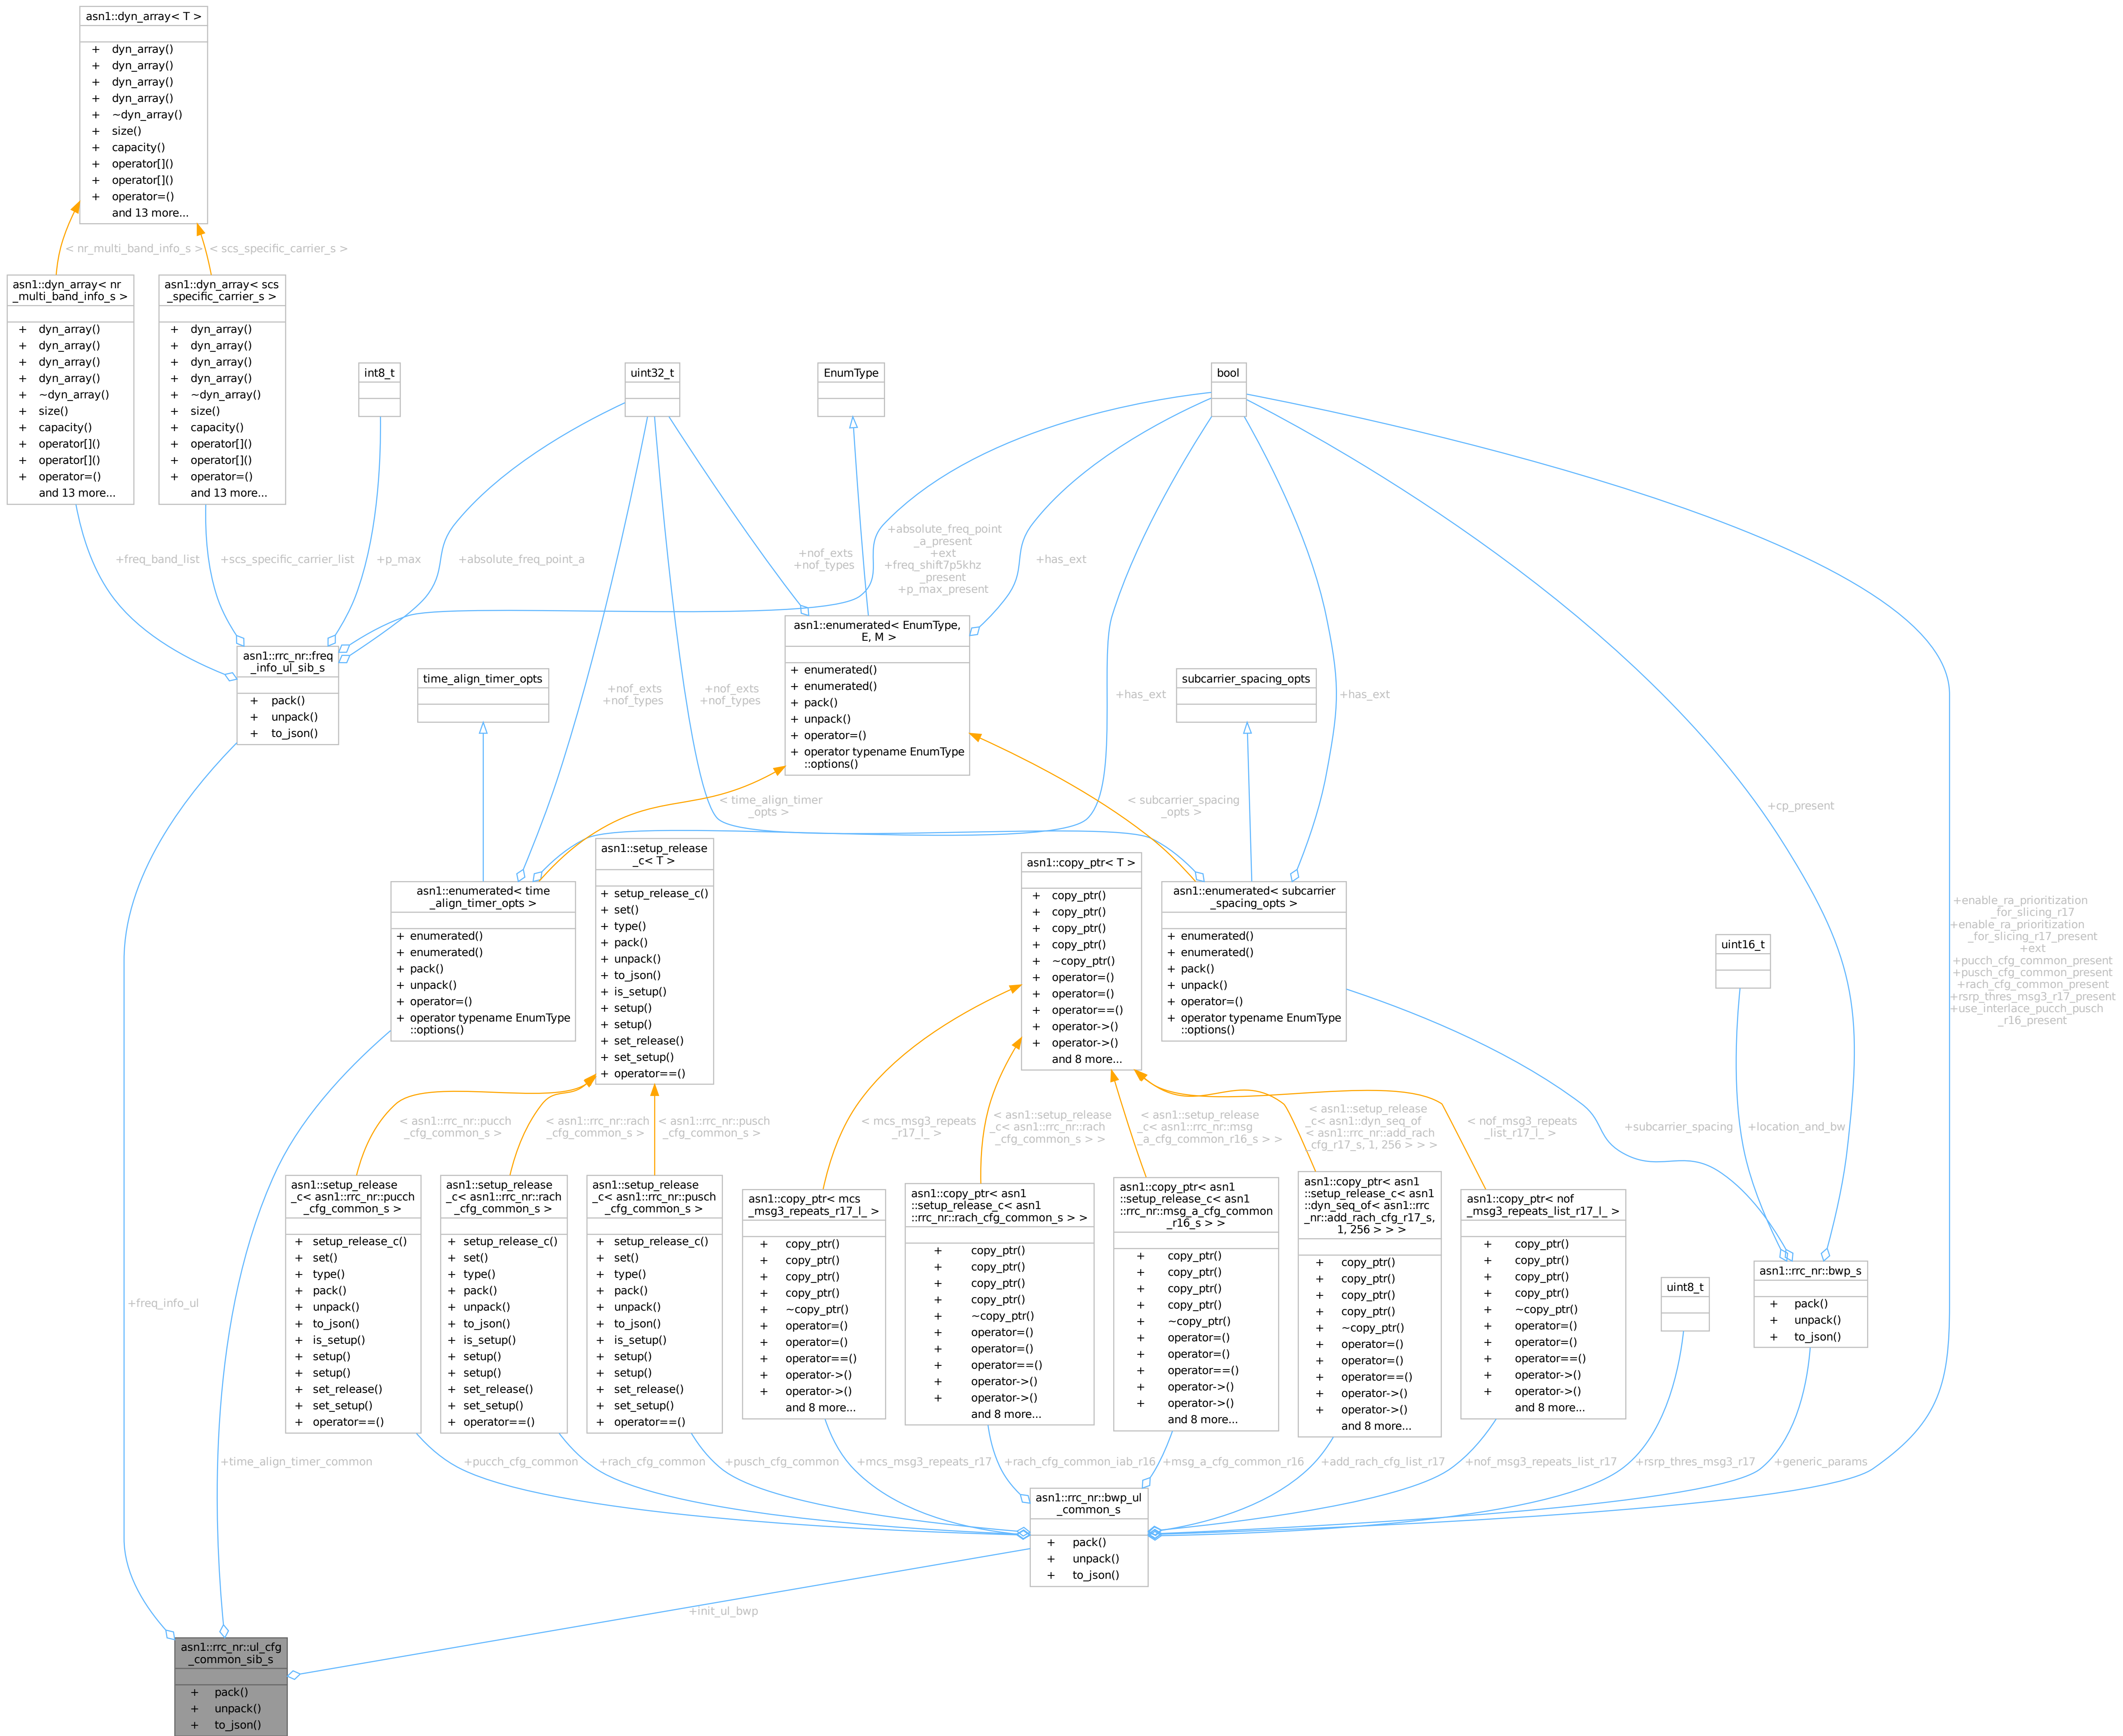 asn1::dyn_array< T >
+ dyn_array()
+ dyn_array()
+ dyn_array()
+ dyn_array()
+ ~dyn_array()
+ size()
+ capacity()
+ operator[]()
+ operator[]()
+ operator=()
and 13 more...
< nr_multi_band_info_s >
< scs_specific_carrier_s >
asn1::dyn_array< nr
_multi_band_info_s >
+ dyn_array()
+ dyn_array()
+ dyn_array()
+ dyn_array()
+ ~dyn_array()
+ size()
+ capacity()
+ operator[]()
+ operator[]()
+ operator=()
and 13 more...
asn1::dyn_array< scs
_specific_carrier_s >
+ dyn_array()
+ dyn_array()
+ dyn_array()
+ dyn_array()
+ ~dyn_array()
+ size()
+ capacity()
+ operator[]()
+ operator[]()
+ operator=()
and 13 more...
int8_t
uint32_t
EnumType
bool
+freq_band_list
+scs_specific_carrier_list
+p_max
+absolute_freq_point_a
+nof_exts
+nof_types
+absolute_freq_point
_a_present
+ext
+freq_shift7p5khz
_present
+p_max_present
+has_ext
asn1::rrc_nr::freq
_info_ul_sib_s
+ pack()
+ unpack()
+ to_json()
asn1::enumerated< EnumType,
E, M >
+ enumerated()
+ enumerated()
+ pack()
+ unpack()
+ operator=()
+ operator typename EnumType
::options()
time_align_timer_opts
+nof_exts
+nof_types
+nof_exts
+nof_types
+has_ext
subcarrier_spacing_opts
+has_ext
< time_align_timer
_opts >
< subcarrier_spacing
_opts >
+cp_present
asn1::enumerated< time
_align_timer_opts >
+ enumerated()
+ enumerated()
+ pack()
+ unpack()
+ operator=()
+ operator typename EnumType
::options()
asn1::setup_release
_c< T >
+ setup_release_c()
+ set()
+ type()
+ pack()
+ unpack()
+ to_json()
+ is_setup()
+ setup()
+ setup()
+ set_release()
+ set_setup()
+ operator==()
asn1::copy_ptr< T >
+ copy_ptr()
+ copy_ptr()
+ copy_ptr()
+ copy_ptr()
+ ~copy_ptr()
+ operator=()
+ operator=()
+ operator==()
+ operator->()
+ operator->()
and 8 more...
asn1::enumerated< subcarrier
_spacing_opts >
+ enumerated()
+ enumerated()
+ pack()
+ unpack()
+ operator=()
+ operator typename EnumType
::options()
uint16_t
+enable_ra_prioritization
_for_slicing_r17
+enable_ra_prioritization
_for_slicing_r17_present
+ext
+pucch_cfg_common_present
+pusch_cfg_common_present
+rach_cfg_common_present
+rsrp_thres_msg3_r17_present
+use_interlace_pucch_pusch
_r16_present
< asn1::rrc_nr::pucch
_cfg_common_s >
< asn1::rrc_nr::rach
_cfg_common_s >
< asn1::rrc_nr::pusch
_cfg_common_s >
< mcs_msg3_repeats
_r17_l_ >
< asn1::setup_release
_c< asn1::rrc_nr::rach
_cfg_common_s > >
< asn1::setup_release
_c< asn1::rrc_nr::msg
_a_cfg_common_r16_s > >
< asn1::setup_release
_c< asn1::dyn_seq_of
< asn1::rrc_nr::add_rach
_cfg_r17_s, 1, 256 > > >
< nof_msg3_repeats
_list_r17_l_ >
+subcarrier_spacing
+location_and_bw
asn1::setup_release
_c< asn1::rrc_nr::pucch
_cfg_common_s >
+ setup_release_c()
+ set()
+ type()
+ pack()
+ unpack()
+ to_json()
+ is_setup()
+ setup()
+ setup()
+ set_release()
+ set_setup()
+ operator==()
asn1::setup_release
_c< asn1::rrc_nr::rach
_cfg_common_s >
+ setup_release_c()
+ set()
+ type()
+ pack()
+ unpack()
+ to_json()
+ is_setup()
+ setup()
+ setup()
+ set_release()
+ set_setup()
+ operator==()
asn1::setup_release
_c< asn1::rrc_nr::pusch
_cfg_common_s >
+ setup_release_c()
+ set()
+ type()
+ pack()
+ unpack()
+ to_json()
+ is_setup()
+ setup()
+ setup()
+ set_release()
+ set_setup()
+ operator==()
asn1::copy_ptr< mcs
_msg3_repeats_r17_l_ >
+ copy_ptr()
+ copy_ptr()
+ copy_ptr()
+ copy_ptr()
+ ~copy_ptr()
+ operator=()
+ operator=()
+ operator==()
+ operator->()
+ operator->()
and 8 more...
asn1::copy_ptr< asn1
::setup_release_c< asn1
::rrc_nr::rach_cfg_common_s > >
+ copy_ptr()
+ copy_ptr()
+ copy_ptr()
+ copy_ptr()
+ ~copy_ptr()
+ operator=()
+ operator=()
+ operator==()
+ operator->()
+ operator->()
and 8 more...
asn1::copy_ptr< asn1
::setup_release_c< asn1
::rrc_nr::msg_a_cfg_common
_r16_s > >
+ copy_ptr()
+ copy_ptr()
+ copy_ptr()
+ copy_ptr()
+ ~copy_ptr()
+ operator=()
+ operator=()
+ operator==()
+ operator->()
+ operator->()
and 8 more...
asn1::copy_ptr< asn1
::setup_release_c< asn1
::dyn_seq_of< asn1::rrc
_nr::add_rach_cfg_r17_s,
1, 256 > > >
+ copy_ptr()
+ copy_ptr()
+ copy_ptr()
+ copy_ptr()
+ ~copy_ptr()
+ operator=()
+ operator=()
+ operator==()
+ operator->()
+ operator->()
and 8 more...
asn1::copy_ptr< nof
_msg3_repeats_list_r17_l_ >
+ copy_ptr()
+ copy_ptr()
+ copy_ptr()
+ copy_ptr()
+ ~copy_ptr()
+ operator=()
+ operator=()
+ operator==()
+ operator->()
+ operator->()
and 8 more...
uint8_t
asn1::rrc_nr::bwp_s
+ pack()
+ unpack()
+ to_json()
+freq_info_ul
+time_align_timer_common
+pucch_cfg_common
+rach_cfg_common
+pusch_cfg_common
+mcs_msg3_repeats_r17
+rach_cfg_common_iab_r16
+msg_a_cfg_common_r16
+add_rach_cfg_list_r17
+nof_msg3_repeats_list_r17
+rsrp_thres_msg3_r17
+generic_params
asn1::rrc_nr::bwp_ul
_common_s
+ pack()
+ unpack()
+ to_json()
+init_ul_bwp
asn1::rrc_nr::ul_cfg
_common_sib_s
+ pack()
+ unpack()
+ to_json()